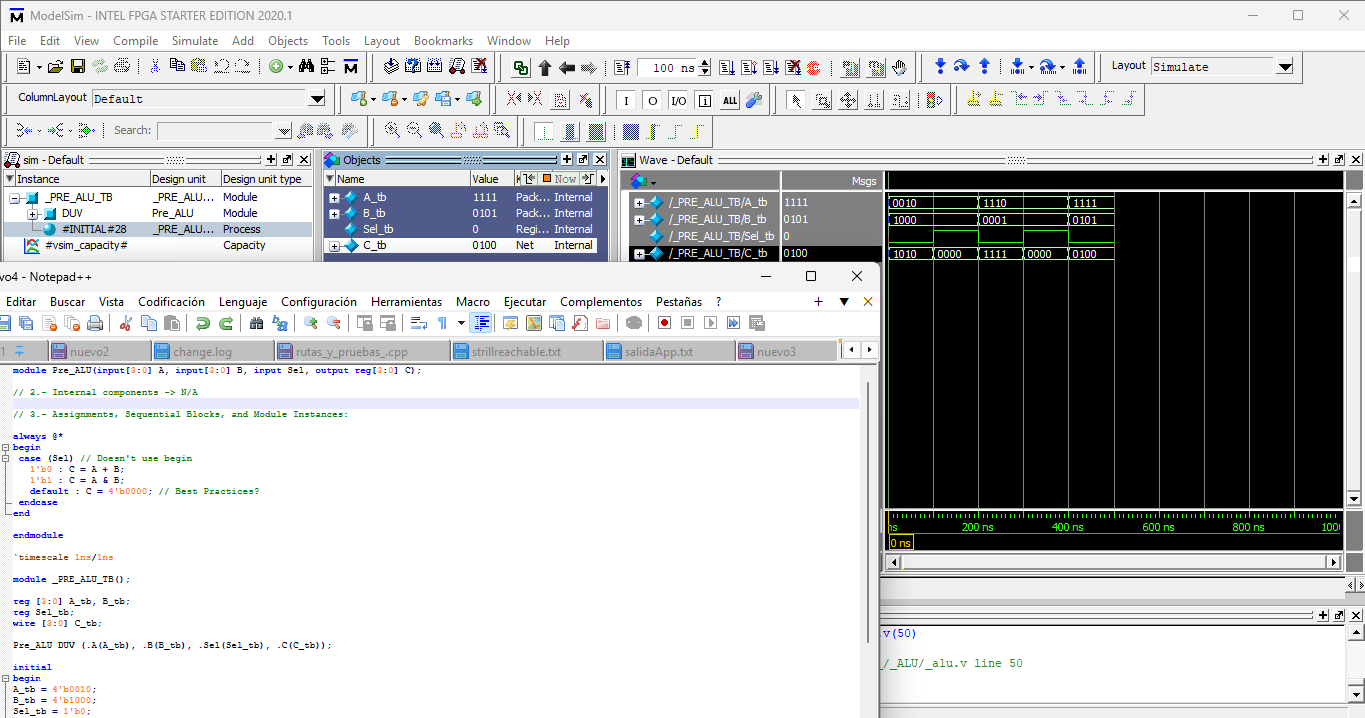 ModelSim - INTEL FPGA STARTER EDITION 2020.1
File Edit View Compile Simulate Add Objects Tools Layout Bookmarks Window Help
100 ns
Layout Simulate
ColumnLayout Default
I O I/O ALL
Search:
sim - Default
Instance Design unit Design unit type
_PRE_ALU_TB _PRE_ALU... Module
DUV Pre_ALU Module
#INITIAL#28 _PRE_ALU... Process
#vsim_capacity# Capacity
Objects
Name Value K Now
A_tb 1111 Pack... Internal
B_tb 0101 Pack... Internal
Sel_tb 0 Regi... Internal
C_tb 0100 Net Internal
Wave - Default
Msgs
/_PRE_ALU_TB/A_tb 1111 0010 1110 1111
/_PRE_ALU_TB/B_tb 0101 1000 0001 0101
/_PRE_ALU_TB/Sel_tb 0
/_PRE_ALU_TB/C_tb 0100 1010 0000 1111 0000 0100
ns 200 ns 400 ns 600 ns 800 ns 1000
0 ns
vo4 - Notepad++
Editar Buscar Vista Codificación Lenguaje Configuración Herramientas Macro Ejecutar Complementos Pestañas ? + ▼ ✕
1 nuevo2 change.log rutas_y_pruebas_.cpp strillreachable.txt salidaApp.txt nuevo3
module Pre_ALU(input[3:0] A, input[3:0] B, input Sel, output reg[3:0] C);
// 2.- Internal components -> N/A
// 3.- Assignments, Sequential Blocks, and Module Instances:
always @*
begin
case (Sel) // Doesn't use begin
1'b0 : C = A + B;
1'b1 : C = A & B;
default : C = 4'b0000; // Best Practices?
endcase
end
endmodule
`timescale 1ns/1ns
module _PRE_ALU_TB();
reg [3:0] A_tb, B_tb;
reg Sel_tb;
wire [3:0] C_tb;
Pre_ALU DUV (.A(A_tb), .B(B_tb), .Sel(Sel_tb), .C(C_tb));
initial
begin
A_tb = 4'b0010;
B_tb = 4'b1000;
Sel_tb = 1'b0;
.v(50)
/_ALU/_alu.v line 50